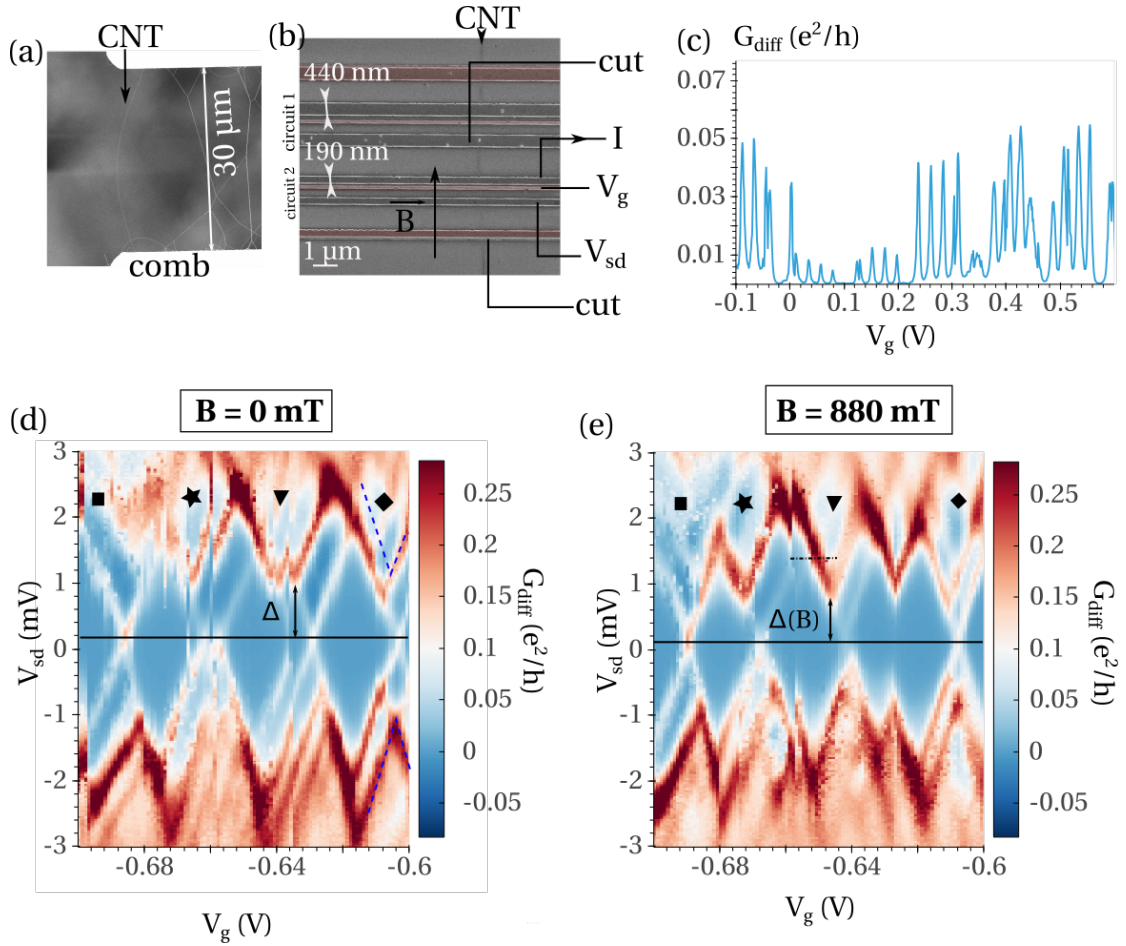 (a)
CNT
30 μm
comb
(b)
CNT
440 nm
circuit 1
190 nm
circuit 2
B
1 μm
cut
I
V_g
V_sd
cut
(c)
G_diff (e²/h)
0.07
0.05
0.03
0.01
-0.1 0 0.1 0.2 0.3 0.4 0.5
V_g (V)
(d)
B = 0 mT
3
2
1
0
-1
-2
-3
V_sd (mV)
Δ
-0.68 -0.64 -0.6
V_g (V)
0.25
0.2
0.15
0.1
0.05
0
-0.05
G_diff (e²/h)
(e)
B = 880 mT
3
2
1
0
-1
-2
-3
V_sd (mV)
Δ(B)
-0.68 -0.64 -0.6
V_g (V)
0.25
0.2
0.15
0.1
0.05
0
-0.05
G_diff (e²/h)